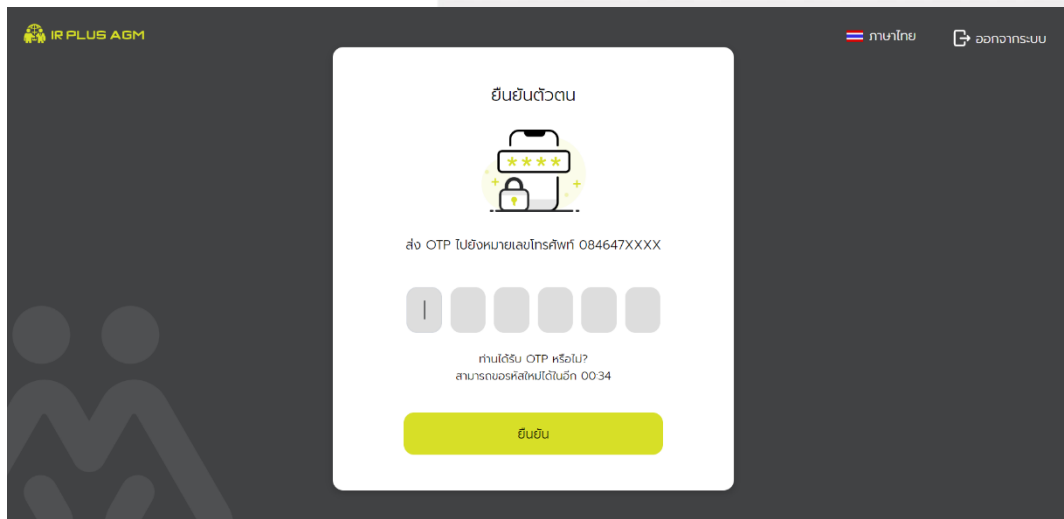 IR PLUS AGM
ภาษาไทย
ออกจากระบบ
ยืนยันตัวตน
****
ส่ง OTP ไปยังหมายเลขโทรศัพท์ 084647XXXX
ท่านได้รับ OTP หรือไม่?
สามารถขอรหัสใหม่ได้ในอีก 00:34
ยืนยัน